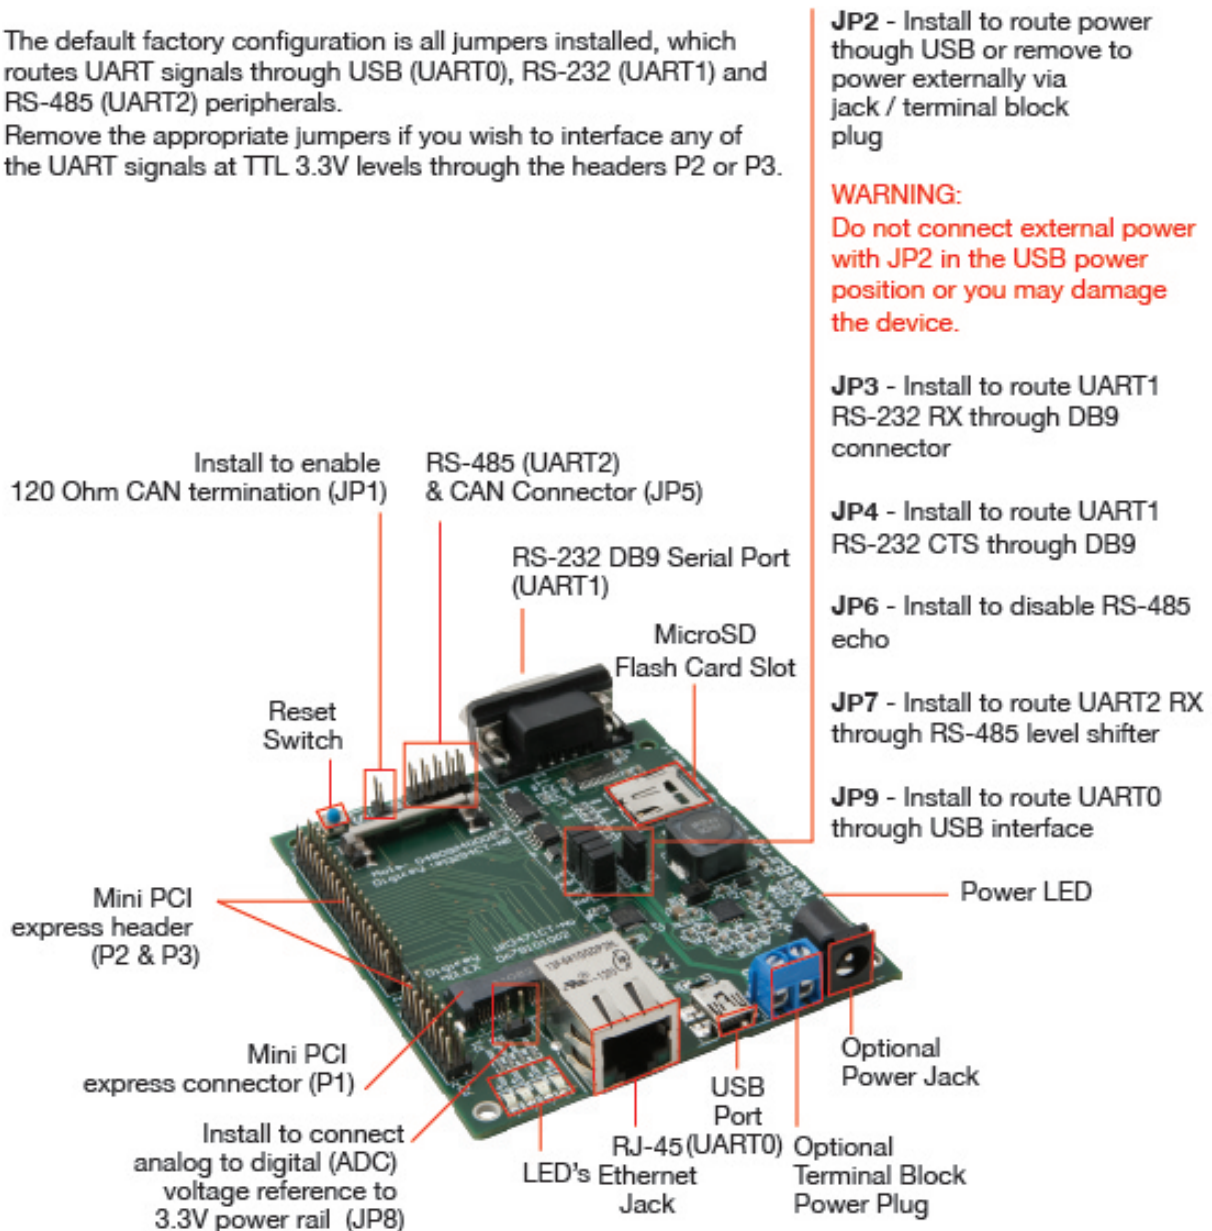 The default factory configuration is all jumpers installed, which
routes UART signals through USB (UART0), RS-232 (UART1) and
RS-485 (UART2) peripherals.
Remove the appropriate jumpers if you wish to interface any of
the UART signals at TTL 3.3V levels through the headers P2 or P3.
JP2 - Install to route power
though USB or remove to
power externally via
jack / terminal block
plug
WARNING:
Do not connect external power
with JP2 in the USB power
position or you may damage
the device.
JP3 - Install to route UART1
RS-232 RX through DB9
connector
JP4 - Install to route UART1
RS-232 CTS through DB9
JP6 - Install to disable RS-485
echo
JP7 - Install to route UART2 RX
through RS-485 level shifter
JP9 - Install to route UART0
through USB interface
Install to enable
120 Ohm CAN termination (JP1)
RS-485 (UART2)
& CAN Connector (JP5)
RS-232 DB9 Serial Port
(UART1)
MicroSD
Flash Card Slot
Reset
Switch
Power LED
Mini PCI
express header
(P2 & P3)
Mini PCI
express connector (P1)
Install to connect
analog to digital (ADC)
voltage reference to
3.3V power rail (JP8)
LED's
RJ-45
Ethernet
Jack
USB
Port
(UART0)
Optional
Terminal Block
Power Plug
Optional
Power Jack